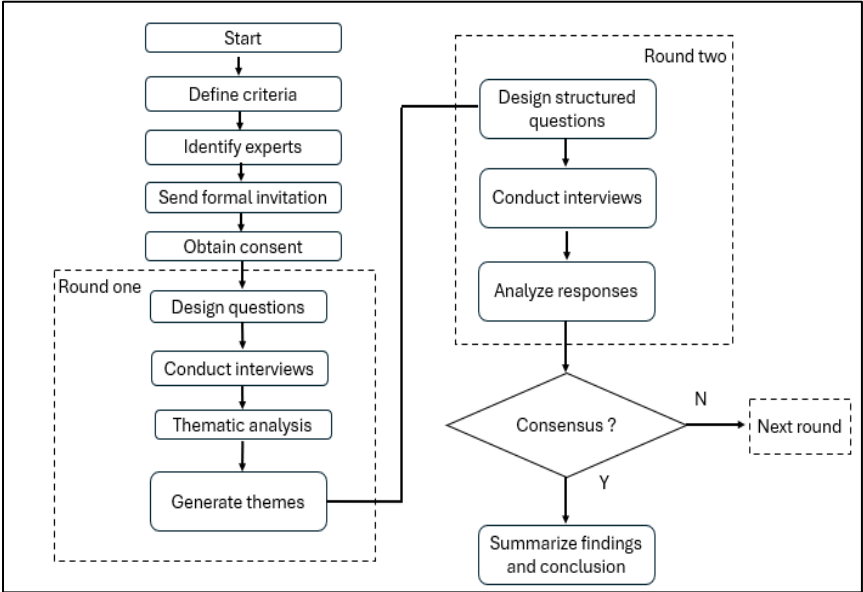 Start
Define criteria
Identify experts
Send formal invitation
Obtain consent
Round one
Design questions
Conduct interviews
Thematic analysis
Generate themes
Round two
Design structured
questions
Conduct interviews
Analyze responses
Consensus ?
N
Next round
Y
Summarize findings
and conclusion